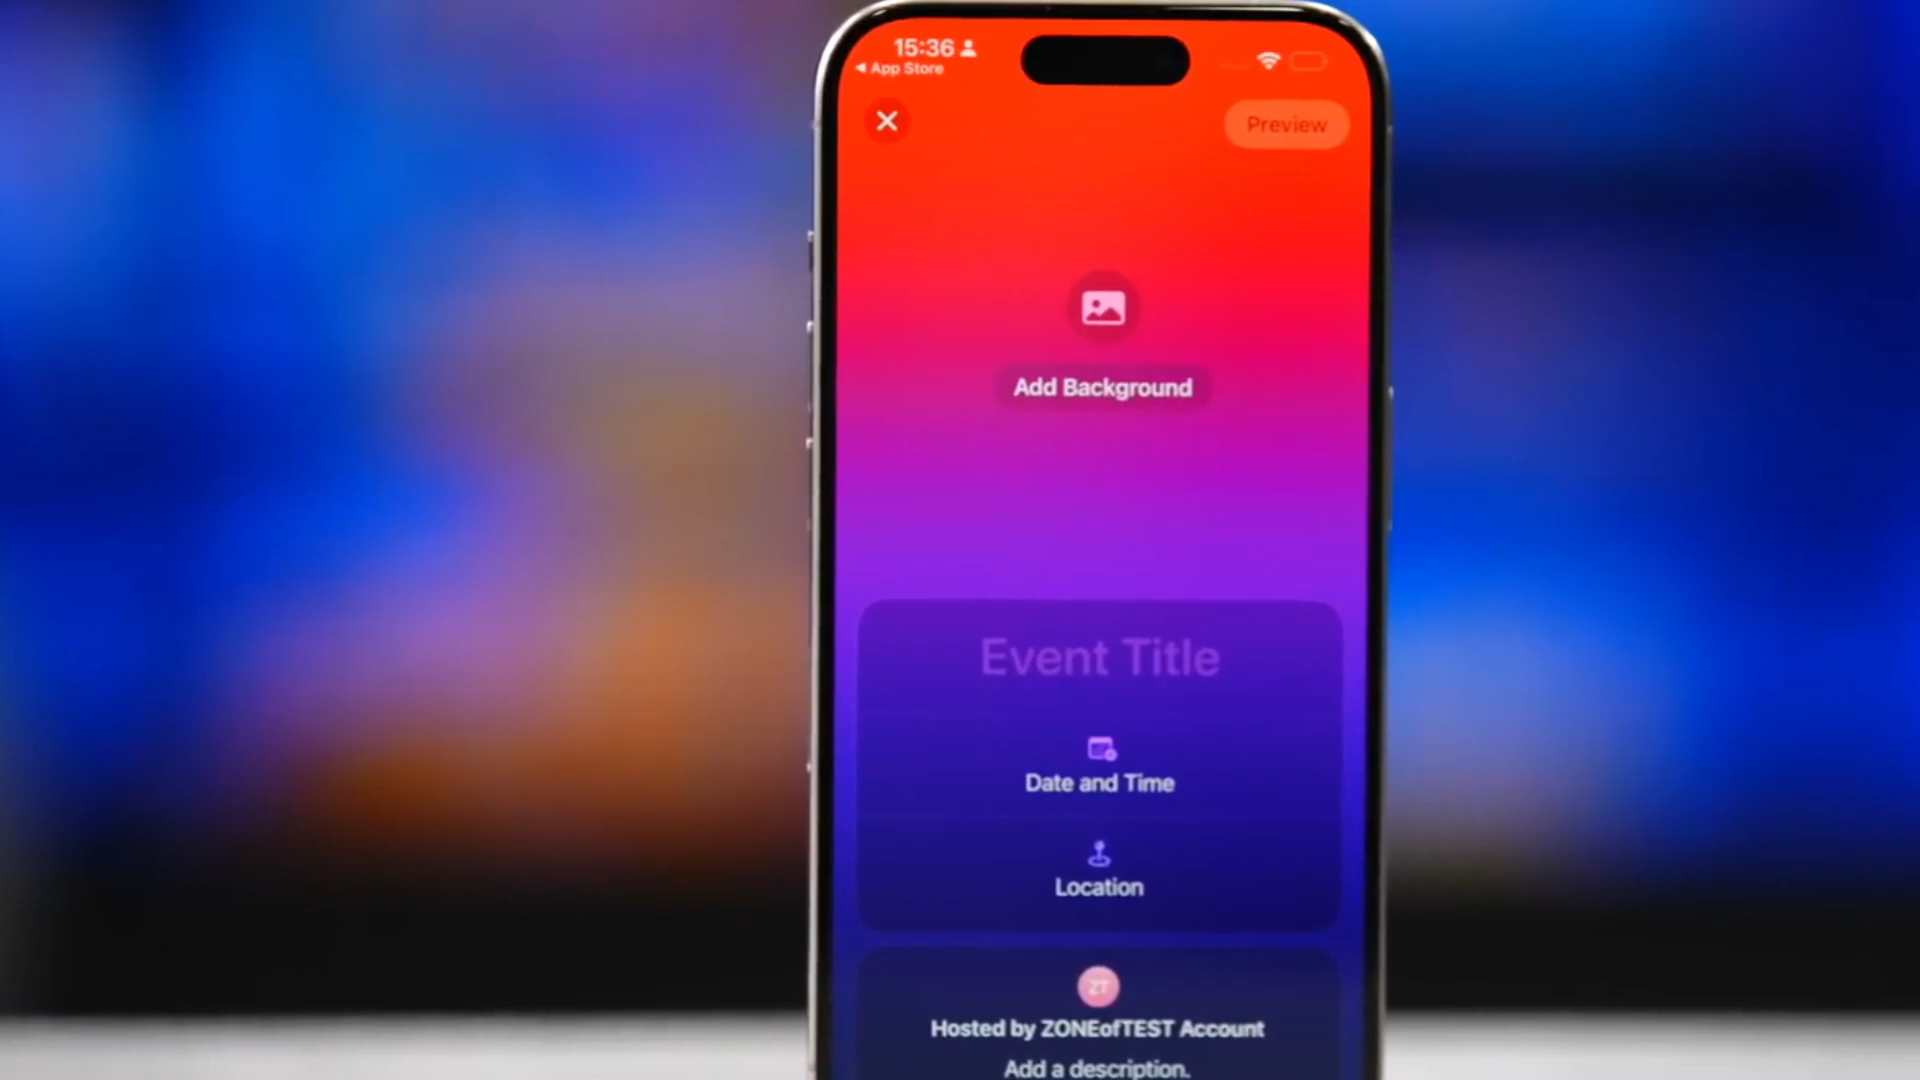 15:36
◀ App Store
Preview
Add Background
Event Title
Date and Time
Location
ZT
Hosted by ZONEofTEST Account
Add a description.